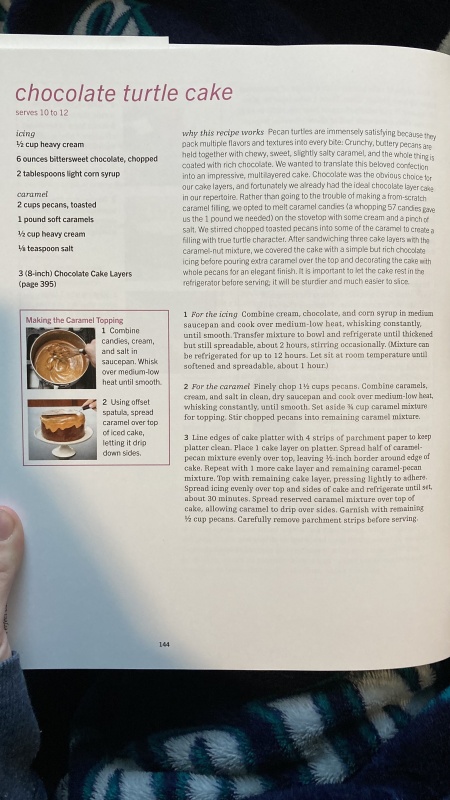 chocolate turtle cake
serves 10 to 12
icing
½ cup heavy cream
6 ounces bittersweet chocolate, chopped
2 tablespoons light corn syrup
caramel
2 cups pecans, toasted
1 pound soft caramels
½ cup heavy cream
⅛ teaspoon salt
3 (8-inch) Chocolate Cake Layers
(page 395)
Making the Caramel Topping
1 Combine
candies, cream,
and salt in
saucepan. Whisk
over medium-low
heat until smooth.
2 Using offset
spatula, spread
caramel over top
of iced cake,
letting it drip
down sides.
why this recipe works Pecan turtles are immensely satisfying because they
pack multiple flavors and textures into every bite: Crunchy, buttery pecans are
held together with chewy, sweet, slightly salty caramel, and the whole thing is
coated with rich chocolate. We wanted to translate this beloved confection
into an impressive, multilayered cake. Chocolate was the obvious choice for
our cake layers, and fortunately we already had the ideal chocolate layer cake
in our repertoire. Rather than going to the trouble of making a from-scratch
caramel filling, we opted to melt caramel candies (a whopping 57 candies gave
us the 1 pound we needed) on the stovetop with some cream and a pinch of
salt. We stirred chopped toasted pecans into some of the caramel to create a
filling with true turtle character. After sandwiching three cake layers with the
caramel-nut mixture, we covered the cake with a simple but rich chocolate
icing before pouring extra caramel over the top and decorating the cake with
whole pecans for an elegant finish. It is important to let the cake rest in the
refrigerator before serving; it will be sturdier and much easier to slice.
1 For the icing Combine cream, chocolate, and corn syrup in medium
saucepan and cook over medium-low heat, whisking constantly,
until smooth. Transfer mixture to bowl and refrigerate until thickened
but still spreadable, about 2 hours, stirring occasionally. (Mixture can
be refrigerated for up to 12 hours. Let sit at room temperature until
softened and spreadable, about 1 hour.)
2 For the caramel Finely chop 1½ cups pecans. Combine caramels,
cream, and salt in clean, dry saucepan and cook over medium-low heat,
whisking constantly, until smooth. Set aside ¾ cup caramel mixture
for topping. Stir chopped pecans into remaining caramel mixture.
3 Line edges of cake platter with 4 strips of parchment paper to keep
platter clean. Place 1 cake layer on platter. Spread half of caramel-
pecan mixture evenly over top, leaving ½-inch border around edge of
cake. Repeat with 1 more cake layer and remaining caramel-pecan
mixture. Top with remaining cake layer, pressing lightly to adhere.
Spread icing evenly over top and sides of cake and refrigerate until set,
about 30 minutes. Spread reserved caramel mixture over top of
cake, allowing caramel to drip over sides. Garnish with remaining
½ cup pecans. Carefully remove parchment strips before serving.
144